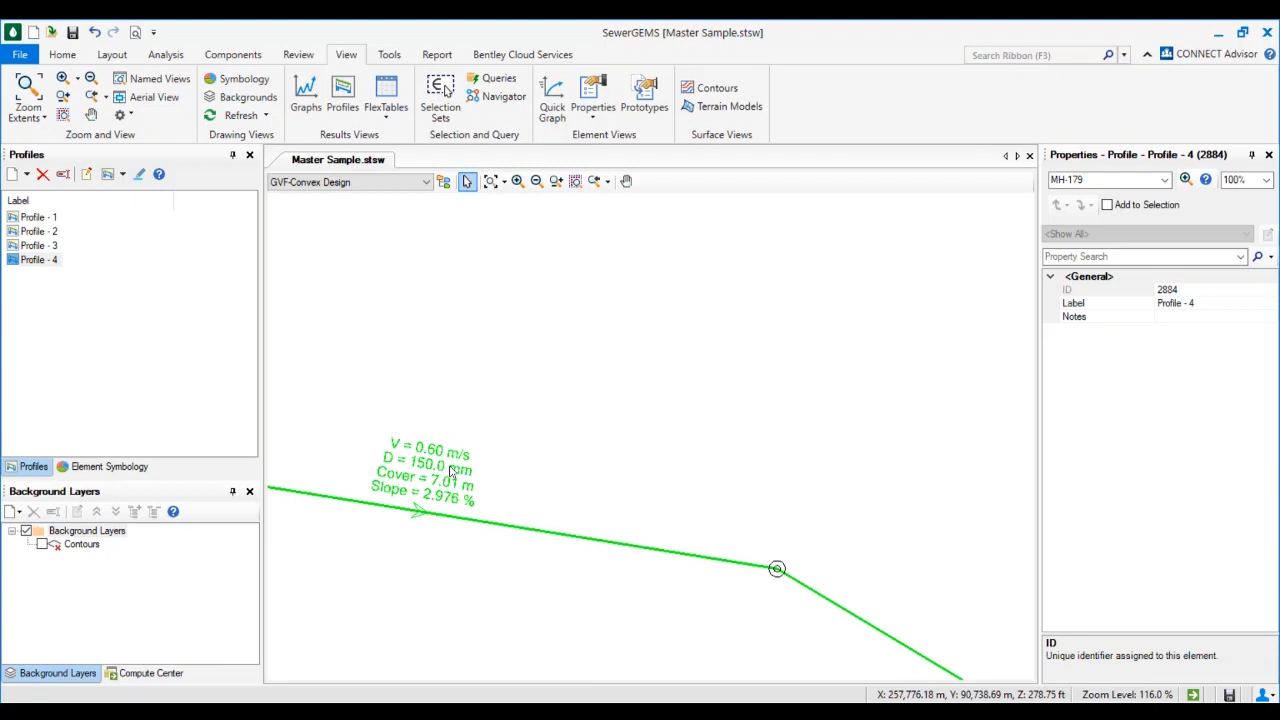 SewerGEMS [Master Sample.stsw]
File Home Layout Analysis Components Review View Tools Report Bentley Cloud Services
Search Ribbon (F3)
CONNECT Advisor
Zoom Extents
Named Views
Aerial View
Zoom and View
Symbology
Backgrounds
Refresh
Drawing Views
Graphs
Profiles
FlexTables
Results Views
Selection Sets
Queries
Navigator
Selection and Query
Quick Graph
Properties
Prototypes
Element Views
Contours
Terrain Models
Surface Views
Profiles
Label
Profile - 1
Profile - 2
Profile - 3
Profile - 4
Profiles
Element Symbology
Background Layers
Background Layers
Contours
Background Layers
Compute Center
Master Sample.stsw
GVF-Convex Design
V = 0.60 m/s
D = 150.0 mm
Cover = 7.01 m
Slope = 2.976 %
Properties - Profile - Profile - 4 (2884)
MH-179
100%
Add to Selection
<Show All>
Property Search
<General>
ID 2884
Label Profile - 4
Notes
ID
Unique identifier assigned to this element.
X: 257,776.18 m, Y: 90,738.69 m, Z: 278.75 ft
Zoom Level: 116.0 %